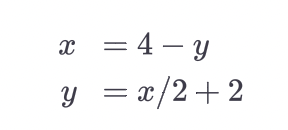 x = 4 − y
y = x/2 + 2